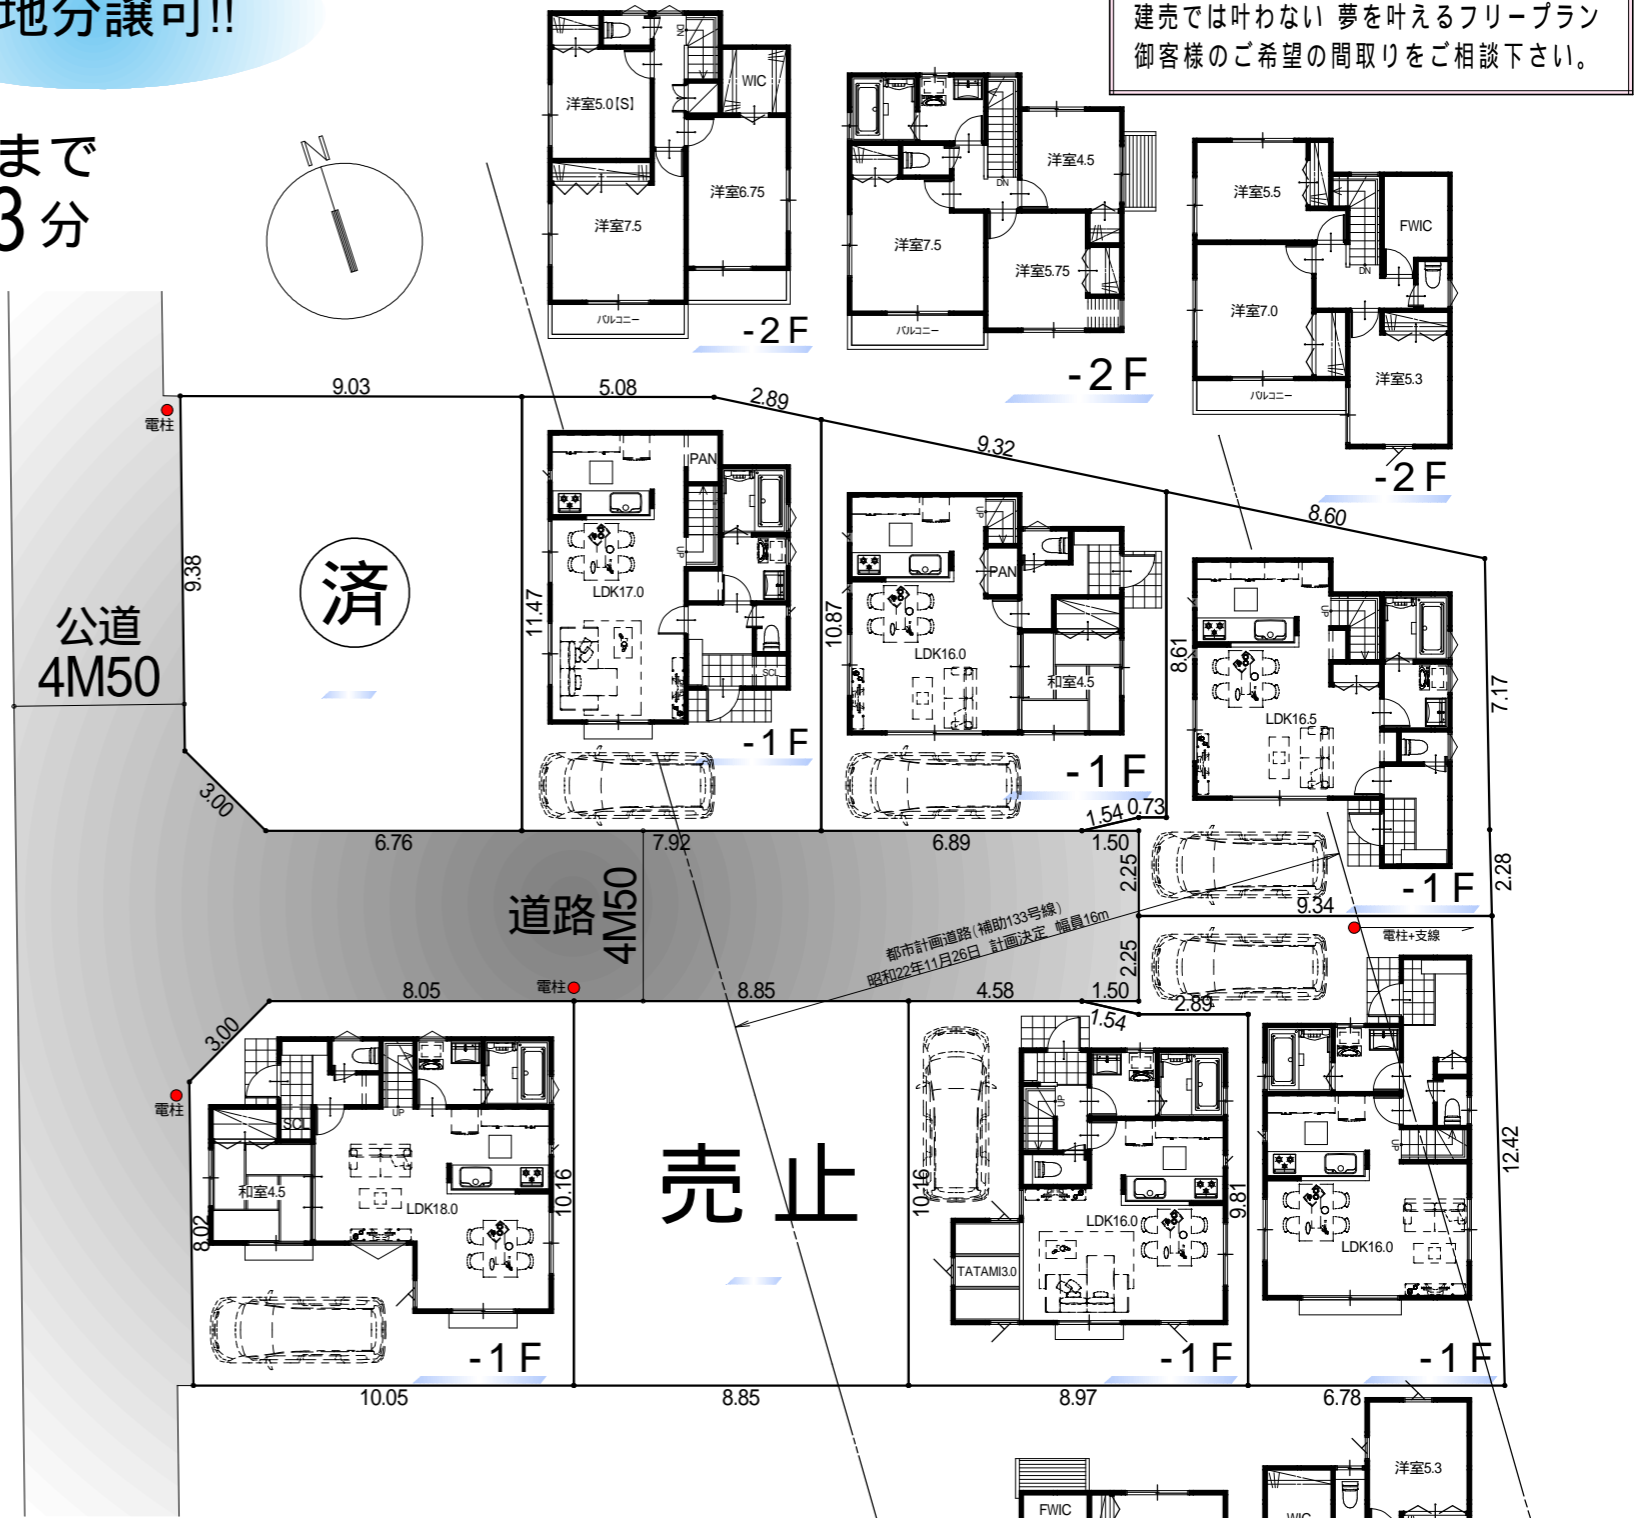 地分譲可!!
建売では叶わない 夢を叶えるフリープラン
御客様のご希望の間取りをご相談下さい。
まで
3分
N
洋室5.0[S]
DN
WIC
洋室6.75
洋室7.5
バルコニー
-2F
洋室4.5
DN
洋室7.5
洋室5.75
バルコニー
-2F
洋室5.5
FWIC
DN
洋室7.0
洋室5.3
バルコニー
-2F
9.03
5.08
2.89
9.32
8.60
電柱
9.38
済
公道
4M50
3.00
6.76
PAN
UP
LDK17.0
SCL
11.47
-1F
7.92
UP
PAN
LDK16.0
和室4.5
10.87
-1F
6.89
1.54
0.73
1.50
8.61
UP
LDK16.5
7.17
-1F
2.28
2.25
9.34
道路
4M50
都市計画道路(補助133号線)
昭和22年11月26日 計画決定 幅員16m
2.25
電柱+支線
電柱
8.05
8.85
4.58
1.50
1.54
2.89
3.00
電柱
SCL
UP
和室4.5
LDK18.0
8.02
10.16
-1F
10.05
売止
8.85
10.16
UP
LDK16.0
TATAMI3.0
9.81
-1F
8.97
UP
LDK16.0
12.42
-1F
6.78
FWIC
WIC
洋室5.3